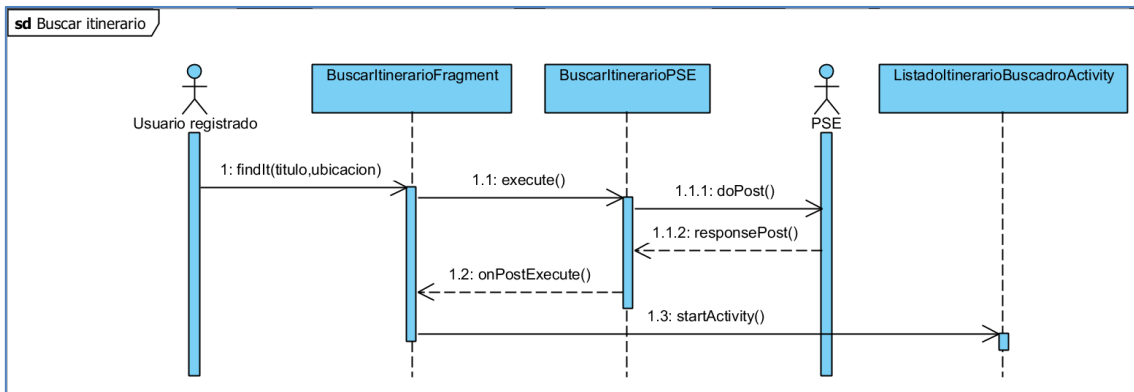 sd Buscar itinerario
BuscarItinerarioFragment
BuscarItinerarioPSE
ListadoItinerarioBuscadroActivity
Usuario registrado
PSE
1: findIt(titulo,ubicacion)
1.1: execute()
1.1.1: doPost()
1.1.2: responsePost()
1.2: onPostExecute()
1.3: startActivity()